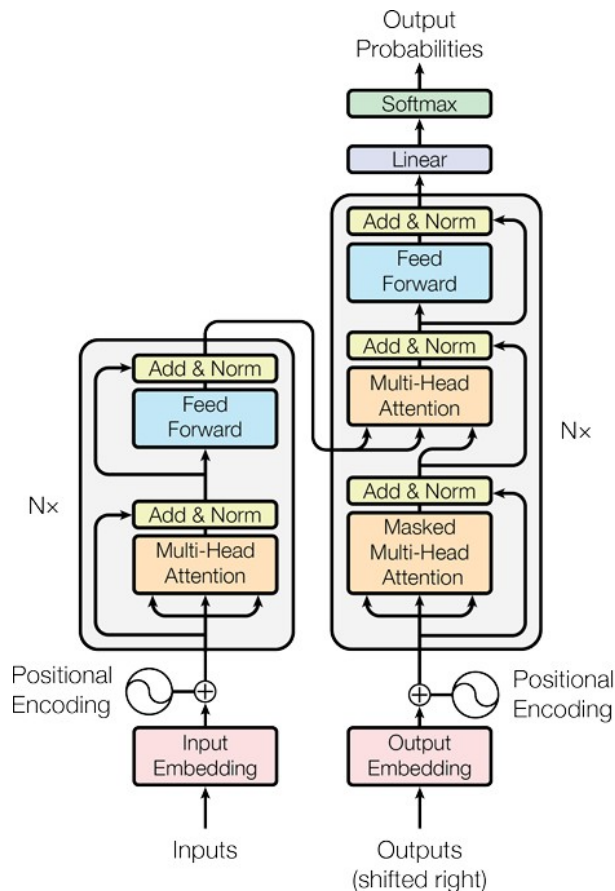 Output
Probabilities
Softmax
Linear
Add & Norm
Feed
Forward
Add & Norm
Multi-Head
Attention
Add & Norm
Masked
Multi-Head
Attention
N×
Add & Norm
Feed
Forward
Add & Norm
Multi-Head
Attention
N×
Positional
Encoding
Positional
Encoding
Input
Embedding
Output
Embedding
Inputs
Outputs
(shifted right)